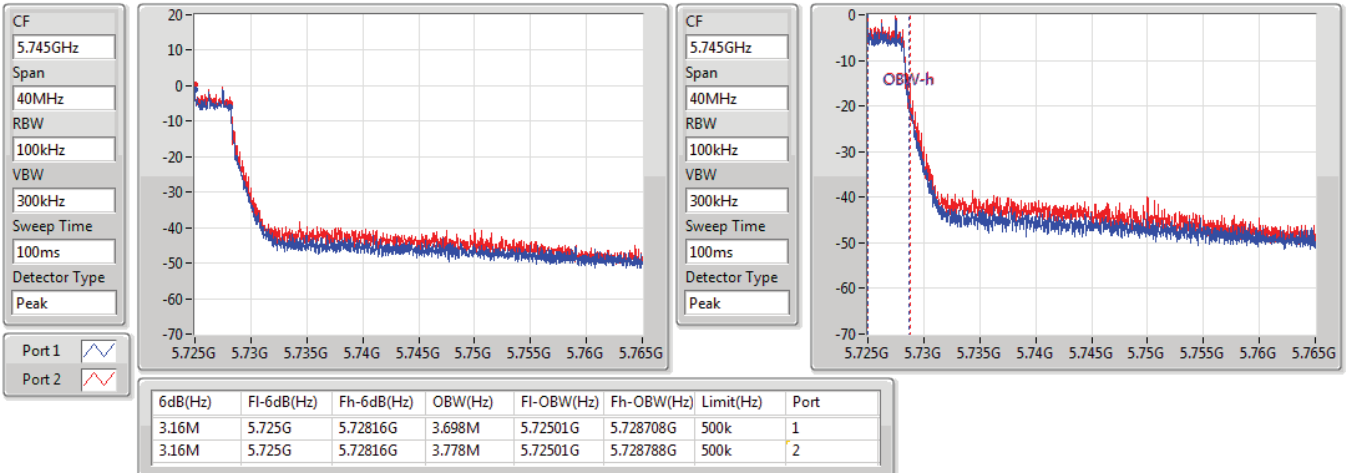 CF
5.745GHz
Span
40MHz
RBW
100kHz
VBW
300kHz
Sweep Time
100ms
Detector Type
Peak
Port 1
Port 2
20
10
0
-10
-20
-30
-40
-50
-60
-70
5.725G 5.73G 5.735G 5.74G 5.745G 5.75G 5.755G 5.76G 5.765G
CF
5.745GHz
Span
40MHz
RBW
100kHz
VBW
300kHz
Sweep Time
100ms
Detector Type
Peak
0
-10
-20
-30
-40
-50
-60
-70
OBW-h
5.725G 5.73G 5.735G 5.74G 5.745G 5.75G 5.755G 5.76G 5.765G
6dB(Hz) Fl-6dB(Hz) Fh-6dB(Hz) OBW(Hz) Fl-OBW(Hz) Fh-OBW(Hz) Limit(Hz) Port
3.16M 5.725G 5.72816G 3.698M 5.72501G 5.728708G 500k 1
3.16M 5.725G 5.72816G 3.778M 5.72501G 5.728788G 500k 2